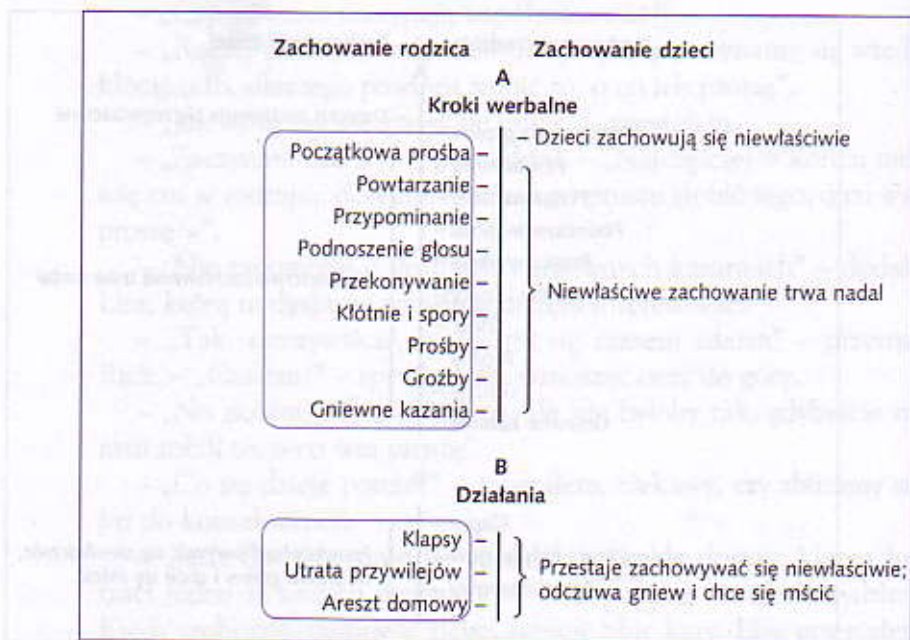 Zachowanie rodzica Zachowanie dzieci
A
Kroki werbalne
– Dzieci zachowują się niewłaściwie
Początkowa prośba –
Powtarzanie –
Przypominanie –
Podnoszenie głosu –
Przekonywanie –
Niewłaściwe zachowanie trwa nadal
Kłótnie i spory –
Prośby –
Groźby –
Gniewne kazania –
B
Działania
Klapsy –
Utrata przywilejów –
Przestaje zachowywać się niewłaściwie;
odczuwa gniew i chce się mścić
Areszt domowy –